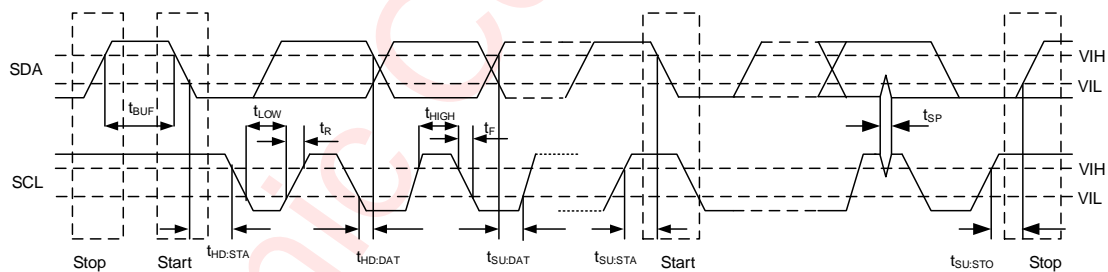 SDA
VIH
VIL
tBUF
tLOW
tR
tHIGH
tF
tSP
SCL
VIH
VIL
tHD:STA
tHD:DAT
tSU:DAT
tSU:STA
tSU:STO
Stop
Start
Start
Stop
nic C